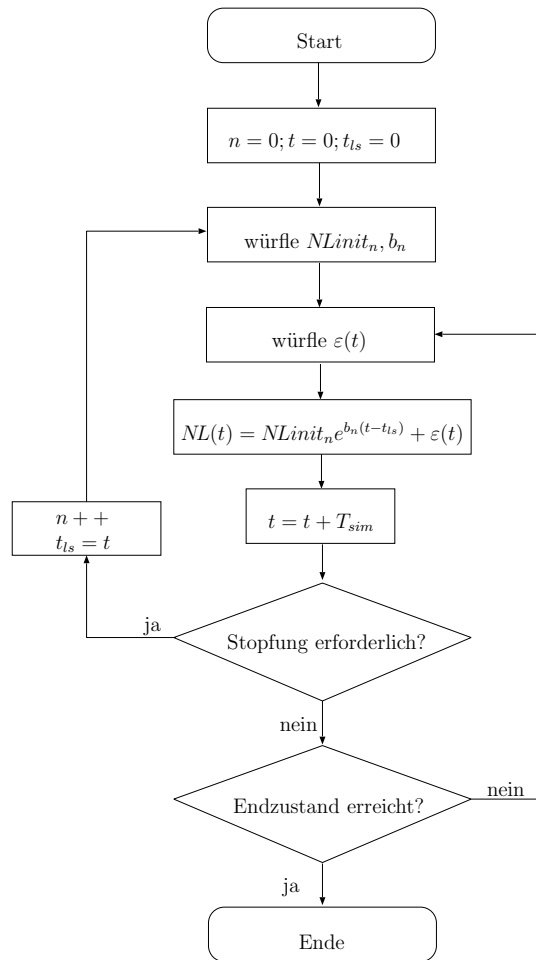 Start
n = 0; t = 0; t_{ls} = 0
würfle NLinit_n, b_n
würfle ε(t)
NL(t) = NLinit_n e^{b_n(t−t_{ls})} + ε(t)
t = t + T_{sim}
n + +
t_{ls} = t
ja
Stopfung erforderlich?
nein
Endzustand erreicht?
nein
ja
Ende